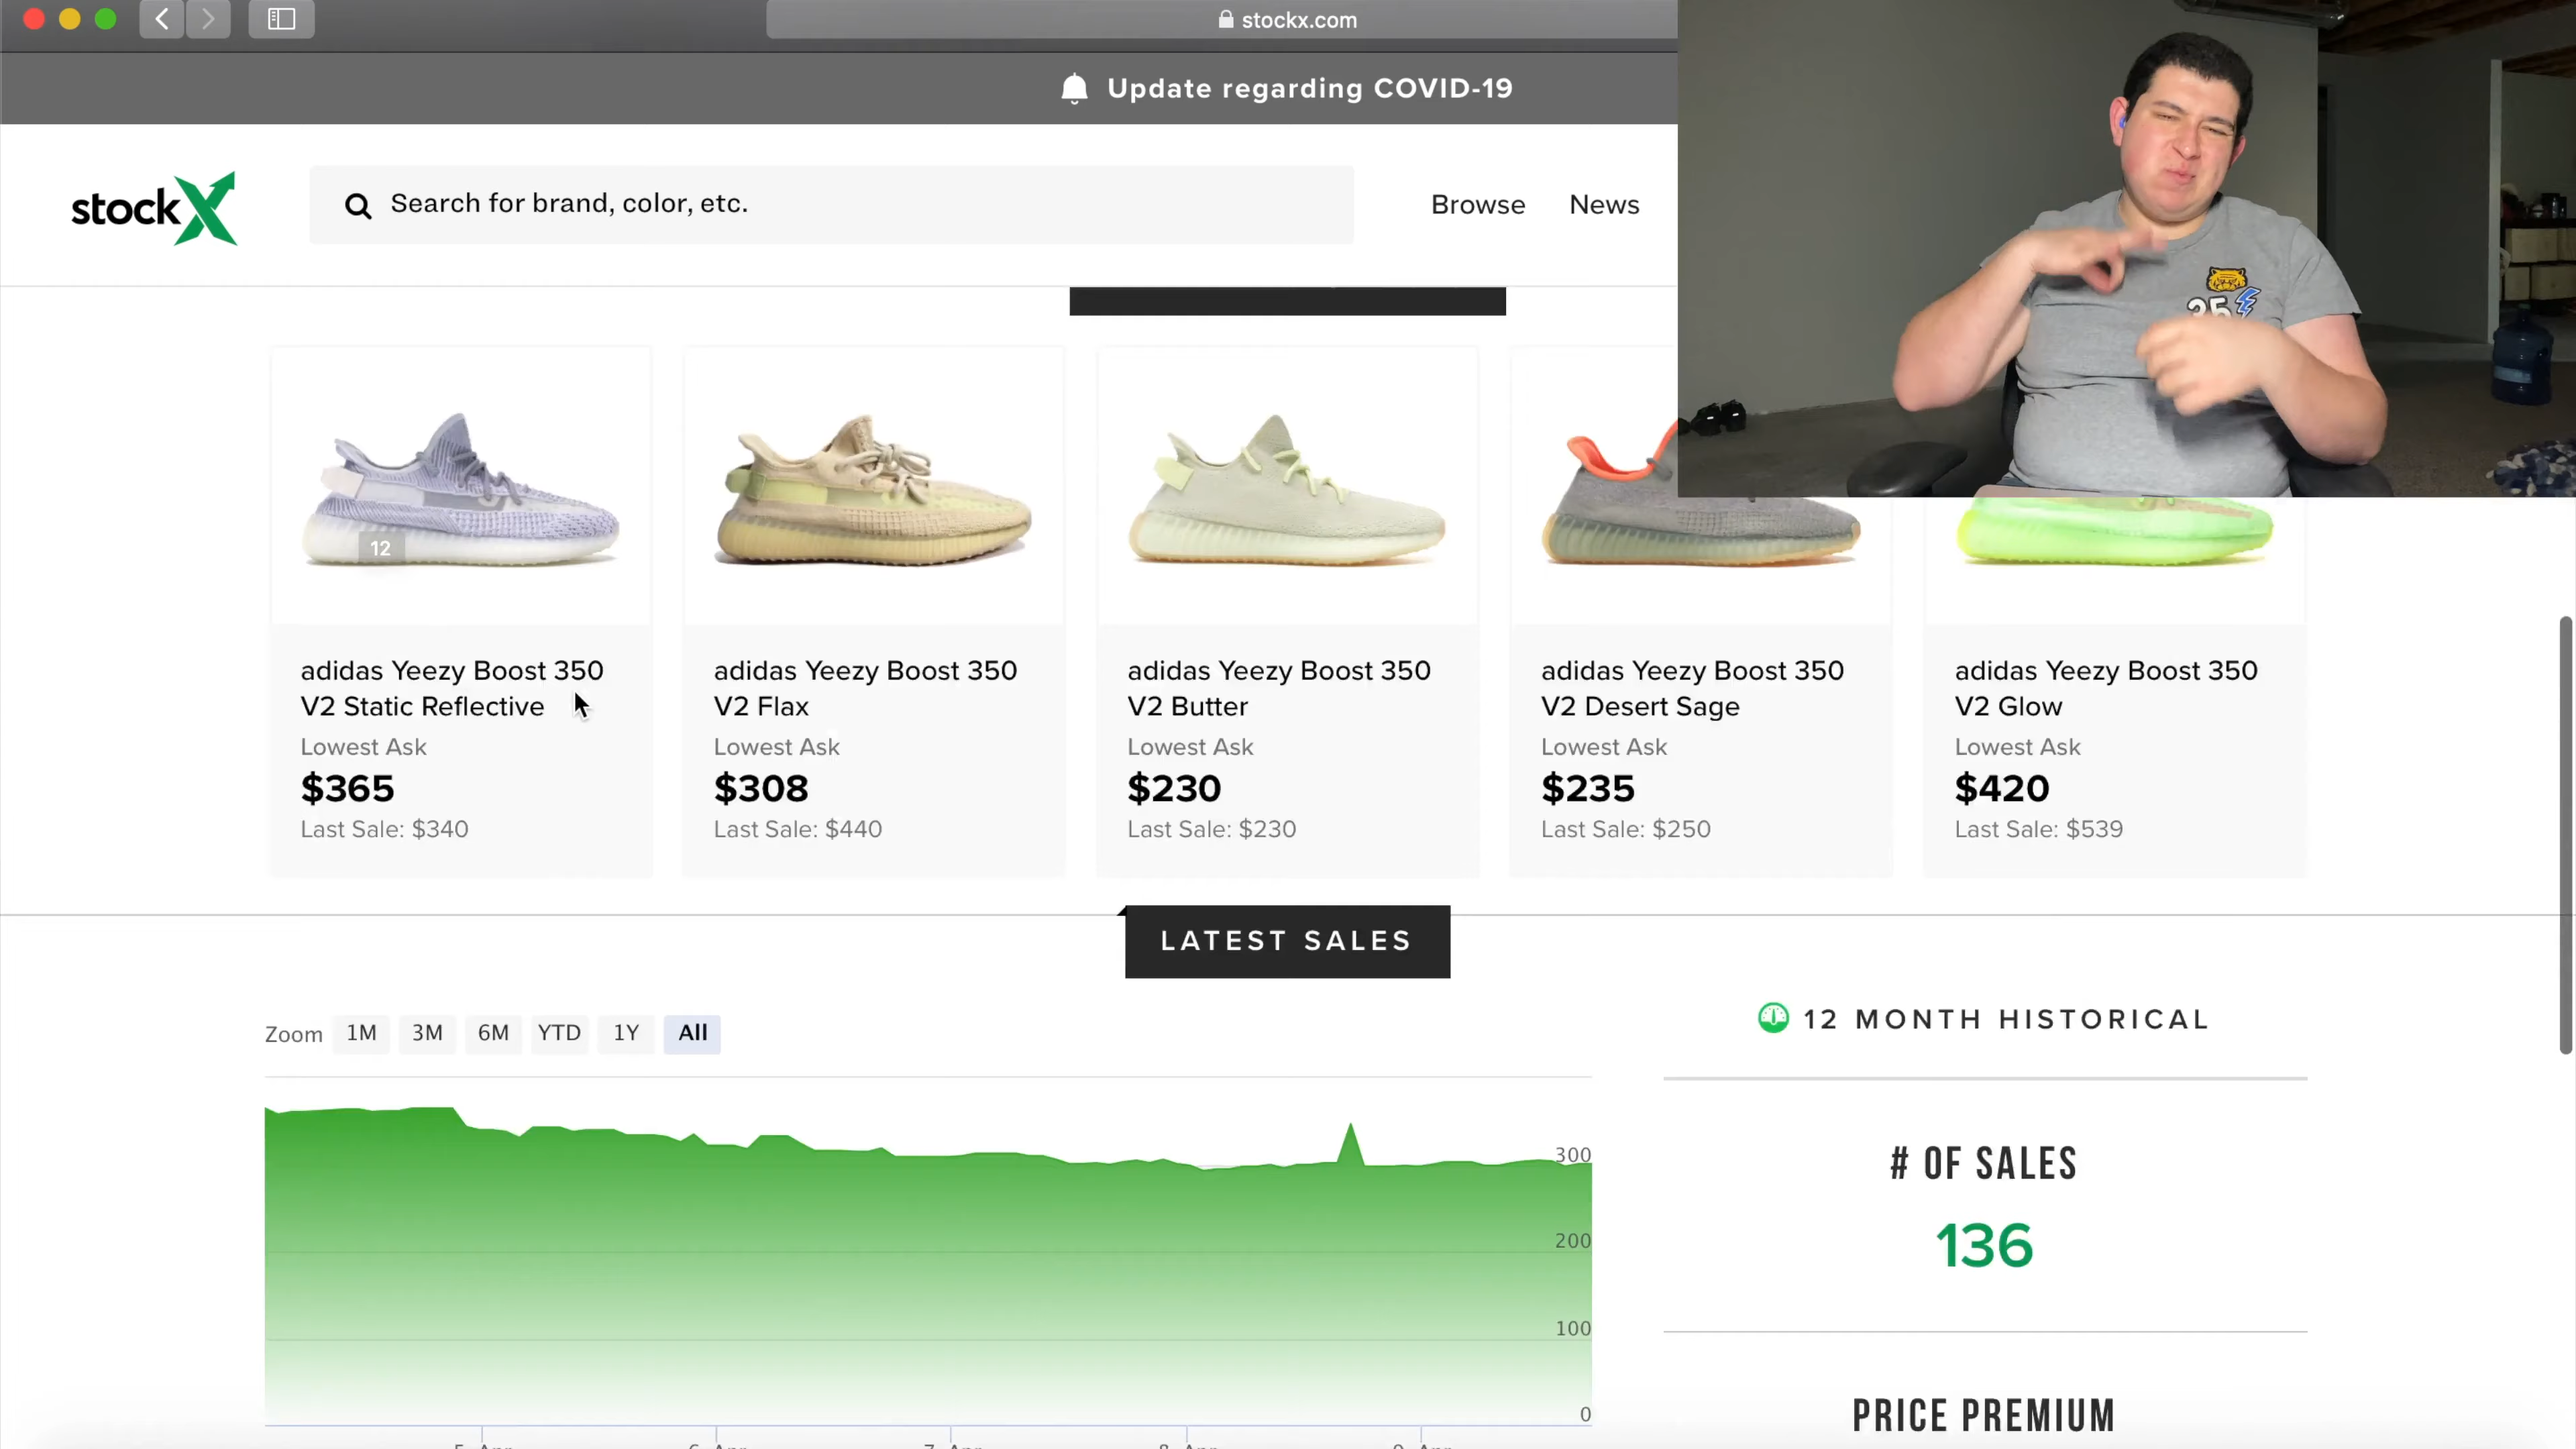 stockx.com
Update regarding COVID-19
stockX
Search for brand, color, etc.
Browse
News
35
12
adidas Yeezy Boost 350
V2 Static Reflective
Lowest Ask
$365
Last Sale: $340
adidas Yeezy Boost 350
V2 Flax
Lowest Ask
$308
Last Sale: $440
adidas Yeezy Boost 350
V2 Butter
Lowest Ask
$230
Last Sale: $230
adidas Yeezy Boost 350
V2 Desert Sage
Lowest Ask
$235
Last Sale: $250
adidas Yeezy Boost 350
V2 Glow
Lowest Ask
$420
Last Sale: $539
LATEST SALES
Zoom 1M 3M 6M YTD 1Y All
300
200
100
0
12 MONTH HISTORICAL
# OF SALES
136
PRICE PREMIUM